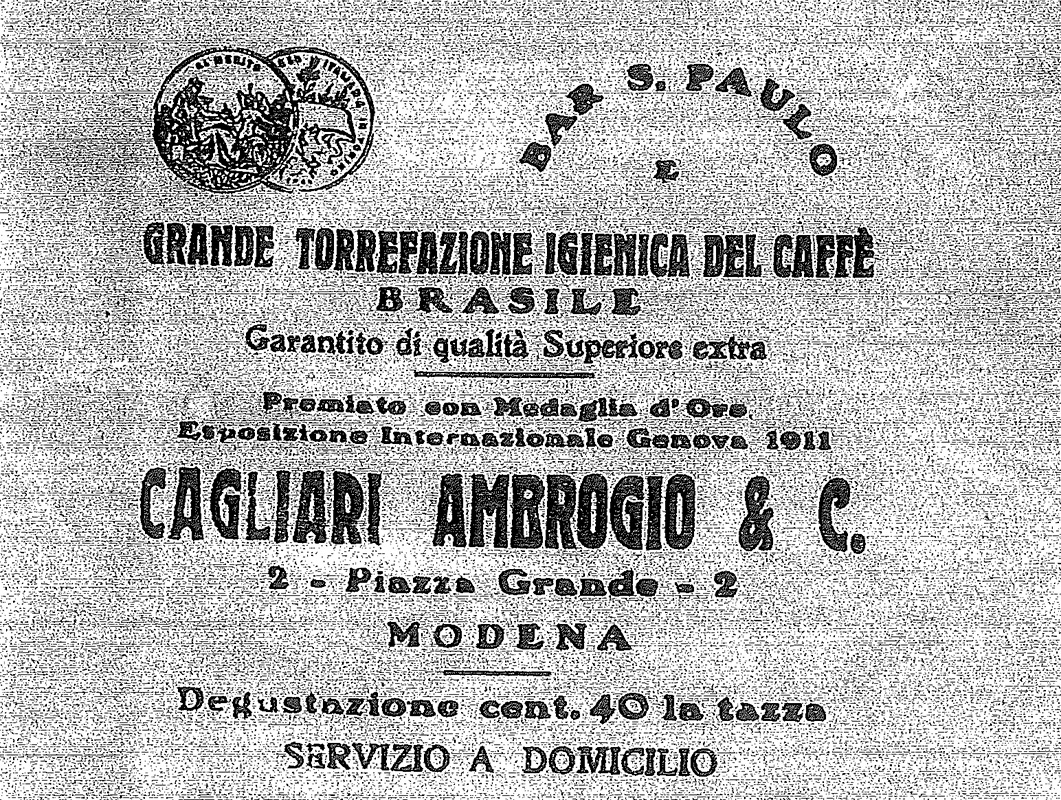 AL MERITO
BAR S. PAULO
E
GRANDE TORREFAZIONE IGIENICA DEL CAFFÈ
BRASILE
Garantito di qualità Superiore extra
Premiato con Medaglia d'Oro.
Esposizione Internazionale Genova 1911
CAGLIARI AMBROGIO & C.
2 - Piazza Grande - 2
MODENA
Degustazione cent. 40 la tazza
SERVIZIO A DOMICILIO